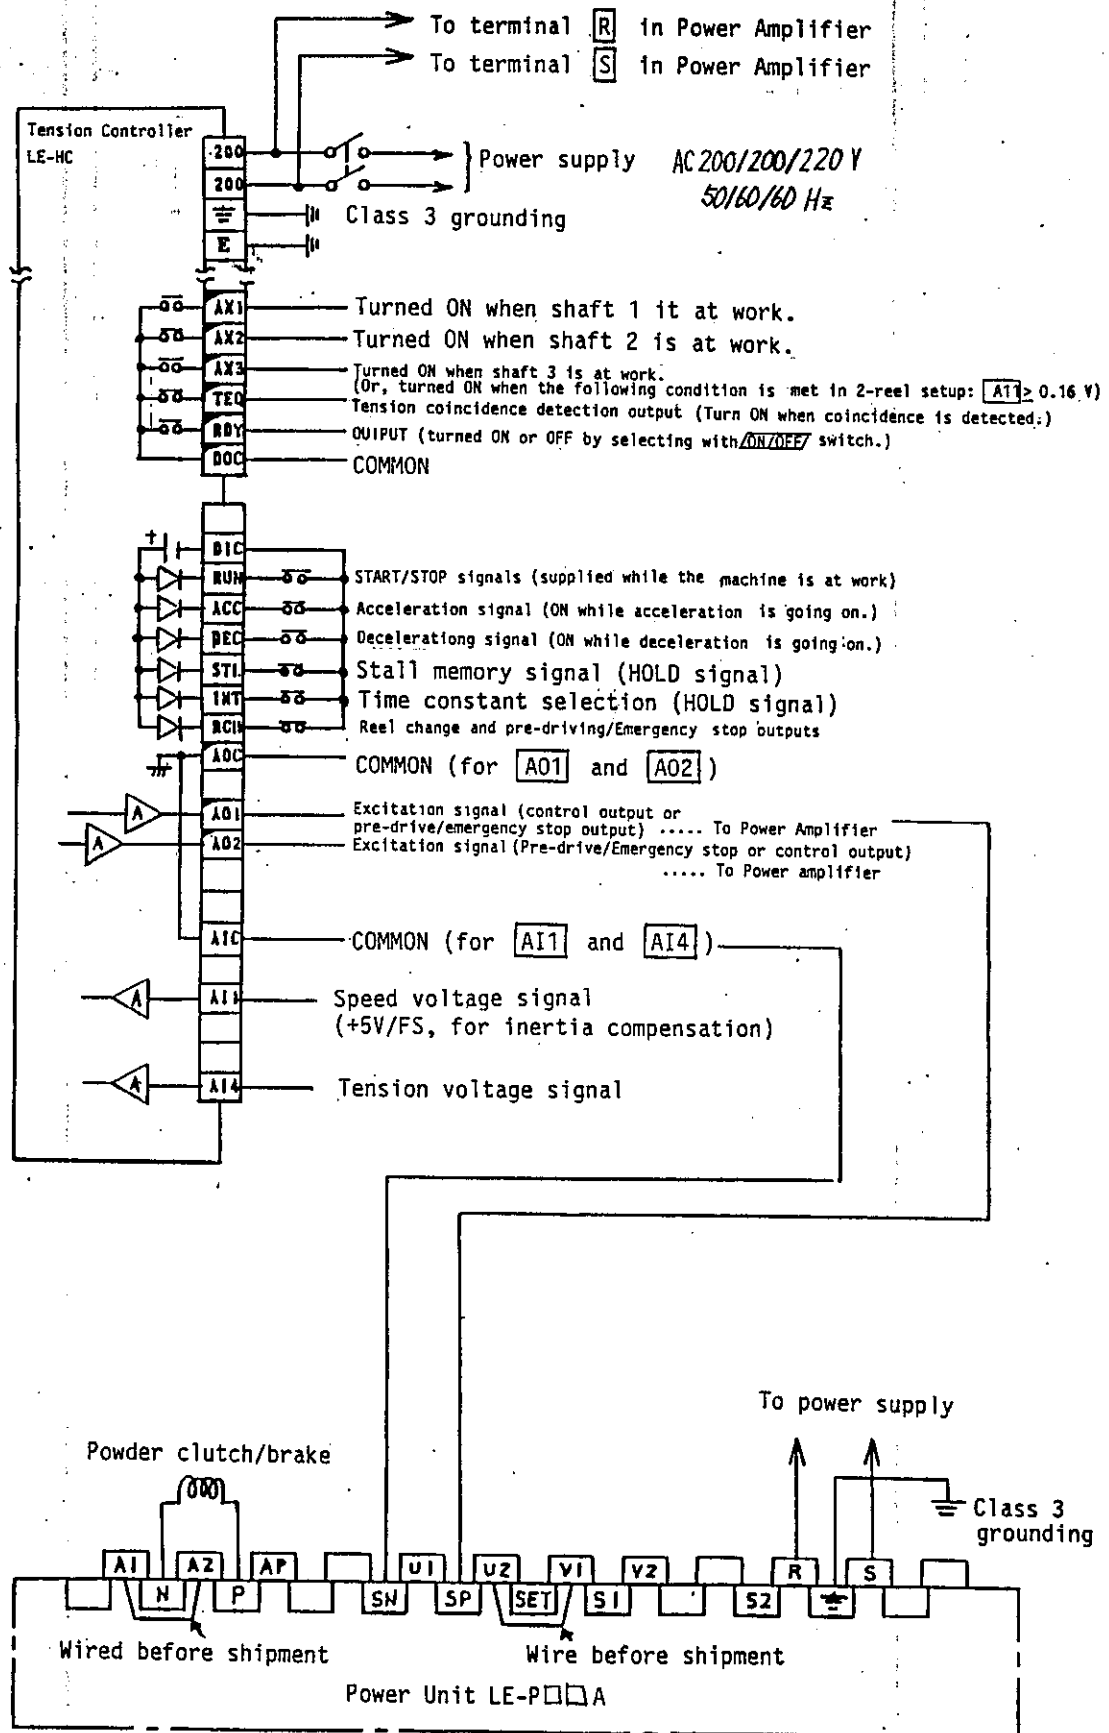 To terminal R in Power Amplifier
To terminal S in Power Amplifier
Tension Controller
LE-HC
200
200
Power supply AC 200/200/220 V
50/60/60 Hz
Class 3 grounding
E
AX1 Turned ON when shaft 1 it at work.
AX2 Turned ON when shaft 2 is at work.
AX3 Turned ON when shaft 3 is at work.
(Or, turned ON when the following condition is met in 2-reel setup: A11 ≥ 0.16 V)
TEQ Tension coincidence detection output (Turn ON when coincidence is detected.)
RDY OUIPUT (turned ON or OFF by selecting with ON/OFF switch.)
DOC COMMON
+
DIC
RUN START/STOP signals (supplied while the machine is at work)
ACC Acceleration signal (ON while acceleration is going on.)
DEC Decelerationg signal (ON while deceleration is going on.)
STL Stall memory signal (HOLD signal)
INT Time constant selection (HOLD signal)
RCIN Reel change and pre-driving/Emergency stop outputs
AOC COMMON (for AO1 and AO2)
A AO1 Excitation signal (control output or
pre-drive/emergency stop output) ..... To Power Amplifier
A AO2 Excitation signal (Pre-drive/Emergency stop or control output)
..... To Power amplifier
AIC COMMON (for AI1 and AI4)
A AI1 Speed voltage signal
(+5V/FS, for inertia compensation)
A AI4 Tension voltage signal
To power supply
Powder clutch/brake
Class 3
grounding
A1 A2 AP U1 U2 V1 V2 R S
N P SN SP SET S1 S2
Wired before shipment Wire before shipment
Power Unit LE-P□□A